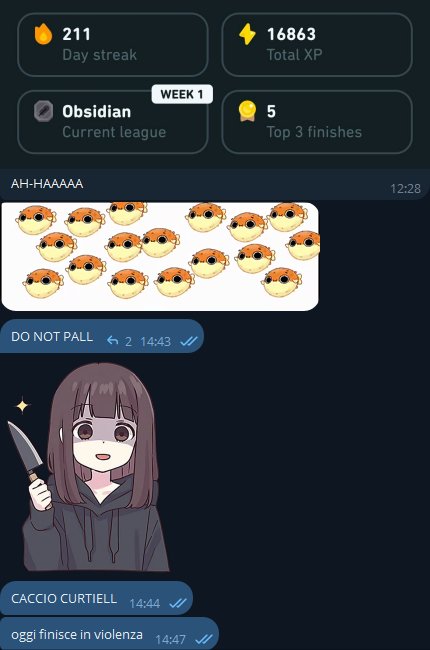 211
Day streak
16863
Total XP
WEEK 1
Obsidian
Current league
5
Top 3 finishes
AH-HAAAAA
12:28
DO NOT PALL
2 14:43
CACCIO CURTIELL
14:44
oggi finisce in violenza
14:47